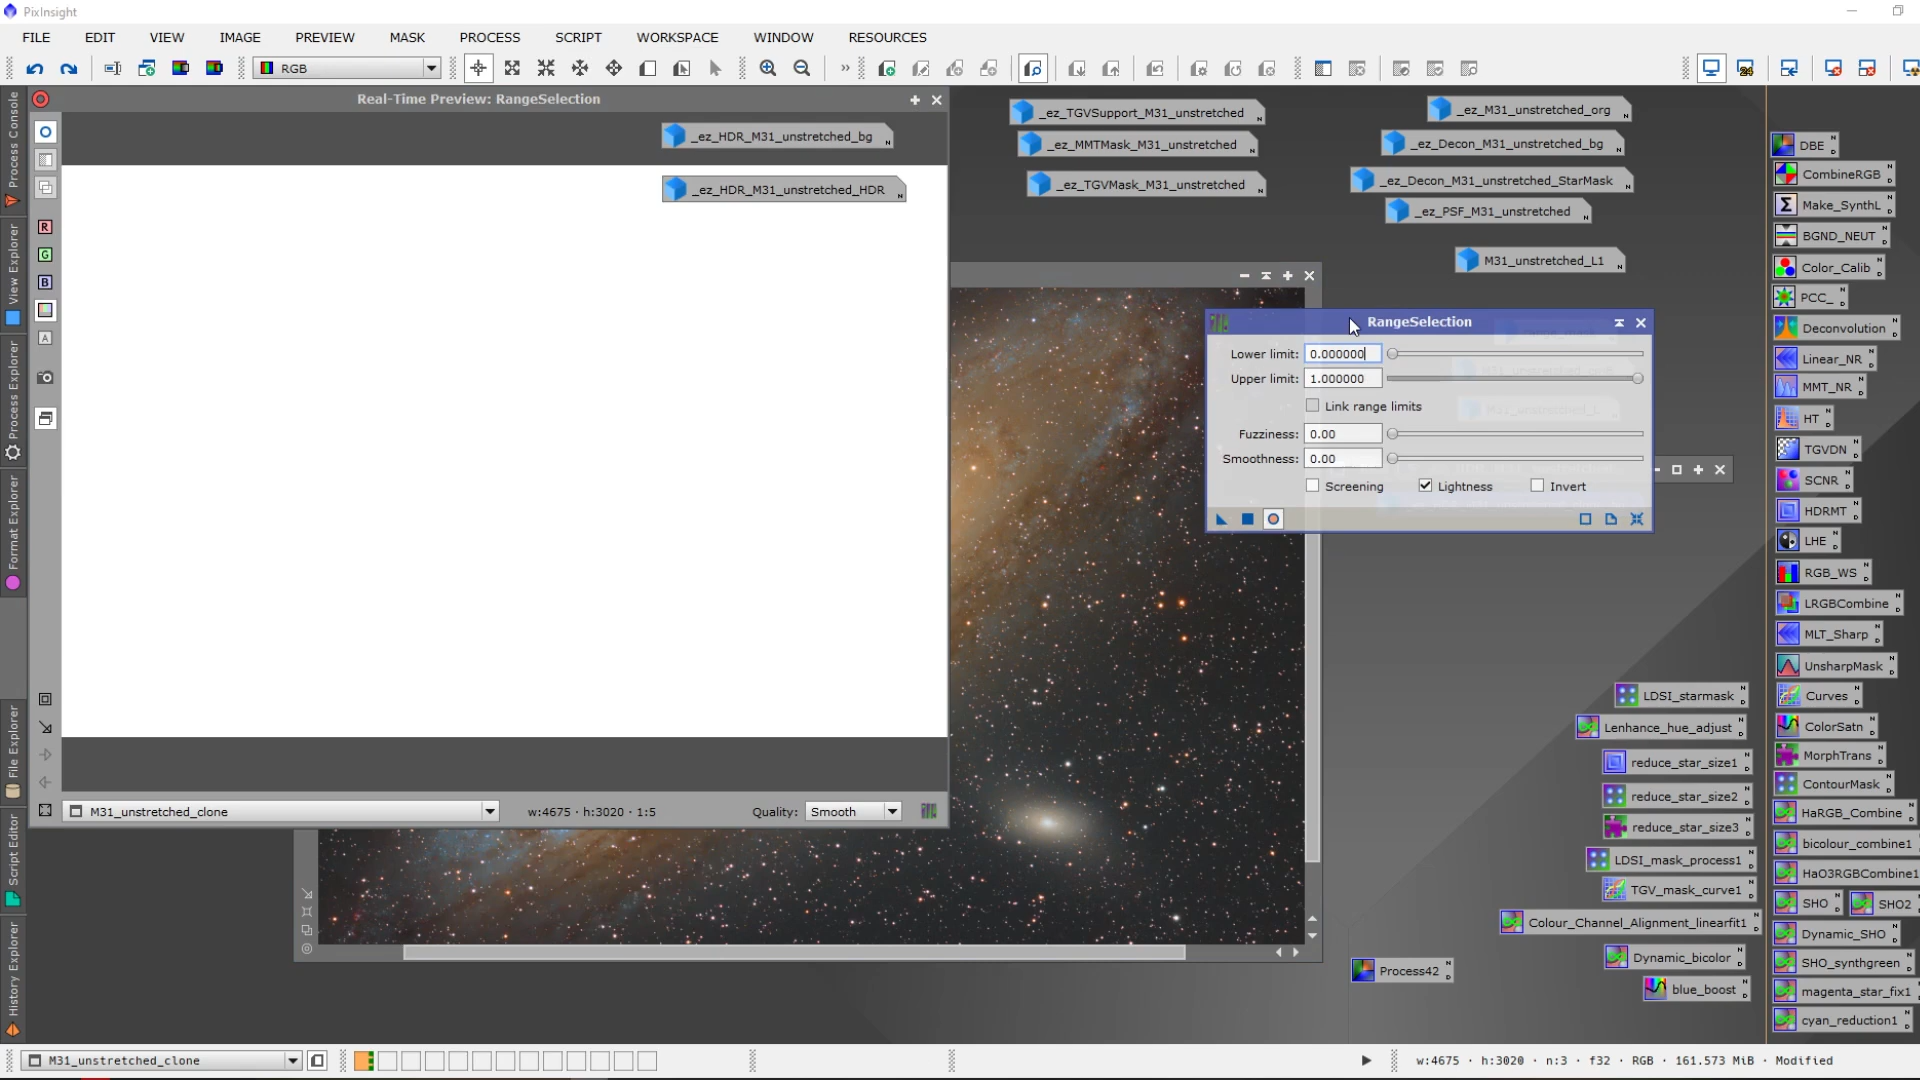 PixInsight
FILE EDIT VIEW IMAGE PREVIEW MASK PROCESS SCRIPT WORKSPACE WINDOW RESOURCES
RGB
24
Real-Time Preview: RangeSelection
_ez_HDR_M31_unstretched_bg
_ez_HDR_M31_unstretched_HDR
_ez_TGVSupport_M31_unstretched
_ez_MMTMask_M31_unstretched
_ez_TGVMask_M31_unstretched
_ez_M31_unstretched_org
_ez_Decon_M31_unstretched_bg
_ez_Decon_M31_unstretched_StarMask
_ez_PSF_M31_unstretched
M31_unstretched_L1
Process Console
View Explorer
Process Explorer
Format Explorer
File Explorer
Script Editor
History Explorer
R
G
B
A
RangeSelection
Lower limit: 0.000000
Upper limit: 1.000000
Link range limits
Fuzziness: 0.00
Smoothness: 0.00
Screening Lightness Invert
DBE
CombineRGB
Make_SynthL
BGND_NEUT
Color_Calib
PCC_
Deconvolution
Linear_NR
MMT_NR
HT
TGVDN
SCNR
HDRMT
LHE
RGB_WS
LRGBCombine
MLT_Sharp
UnsharpMask
Curves
ColorSatn
MorphTrans
ContourMask
HaRGB_Combine
bicolour_combine1
HaO3RGBCombine1
SHO SHO2
Dynamic_SHO
SHO_synthgreen
magenta_star_fix1
cyan_reduction1
LDSI_starmask
Lenhance_hue_adjust
reduce_star_size1
reduce_star_size2
reduce_star_size3
LDSI_mask_process1
TGV_mask_curve1
Colour_Channel_Alignment_linearfit1
Dynamic_bicolor
blue_boost
Process42
M31_unstretched_clone w:4675 · h:3020 · 1:5 Quality: Smooth
M31_unstretched_clone w:4675 · h:3020 · n:3 · f32 · RGB · 161.573 MiB · Modified